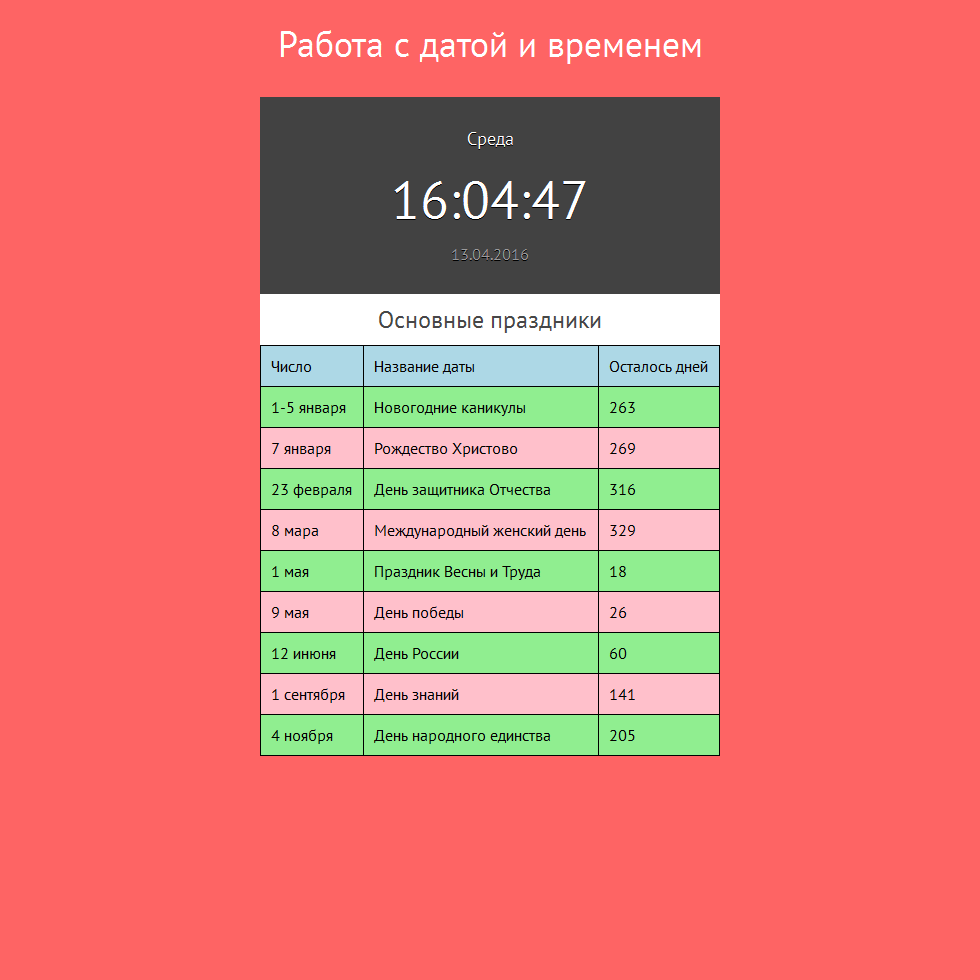 Работа с датой и временем
Среда
16:04:47
13.04.2016
Основные праздники
Число Название даты Осталось дней
1-5 января Новогодние каникулы 263
7 января Рождество Христово 269
23 февраля День защитника Отчества 316
8 мара Международный женский день 329
1 мая Праздник Весны и Труда 18
9 мая День победы 26
12 инюня День России 60
1 сентября День знаний 141
4 ноября День народного единства 205